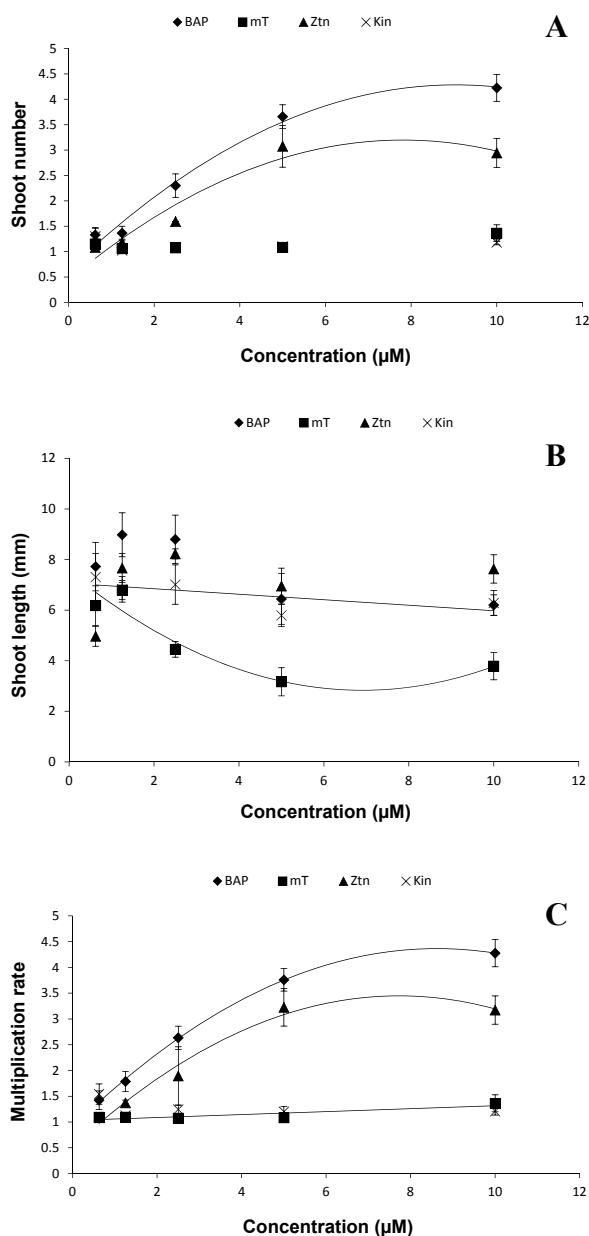 BAP mT Ztn Kin
A
5
4.5
4
3.5
3
2.5
2
1.5
1
0.5
0
Shoot number
0 2 4 6 8 10 12
Concentration (µM)
BAP mT Ztn Kin
B
12
10
8
6
4
2
0
Shoot length (mm)
0 2 4 6 8 10 12
Concentration (µM)
BAP mT Ztn Kin
C
5
4.5
4
3.5
3
2.5
2
1.5
1
0.5
0
Multiplication rate
0 2 4 6 8 10 12
Concentration (µM)